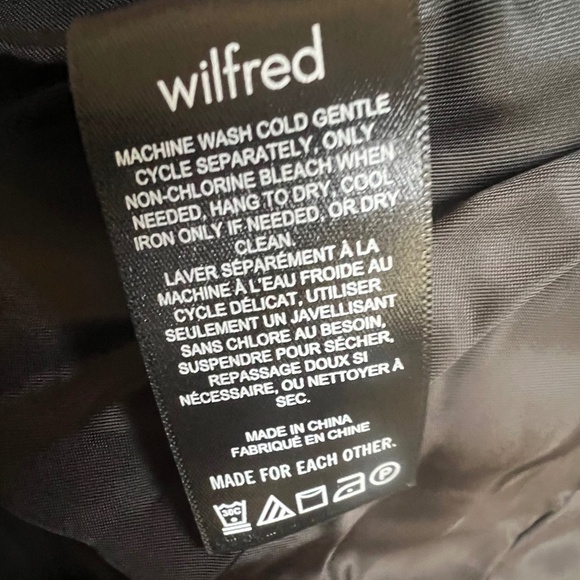 wilfred
MACHINE WASH COLD GENTLE
CYCLE SEPARATELY, ONLY
NON-CHLORINE BLEACH WHEN
NEEDED, HANG TO DRY, COOL
IRON ONLY IF NEEDED, OR DRY
CLEAN.
LAVER SÉPARÉMENT À LA
MACHINE À L'EAU FROIDE AU
CYCLE DÉLICAT, UTILISER
SEULEMENT UN JAVELLISANT
SANS CHLORE AU BESOIN,
SUSPENDRE POUR SÉCHER,
REPASSAGE DOUX SI
NÉCESSAIRE, OU NETTOYER À
SEC.
MADE IN CHINA
FABRIQUÉ EN CHINE
MADE FOR EACH OTHER.
30C P